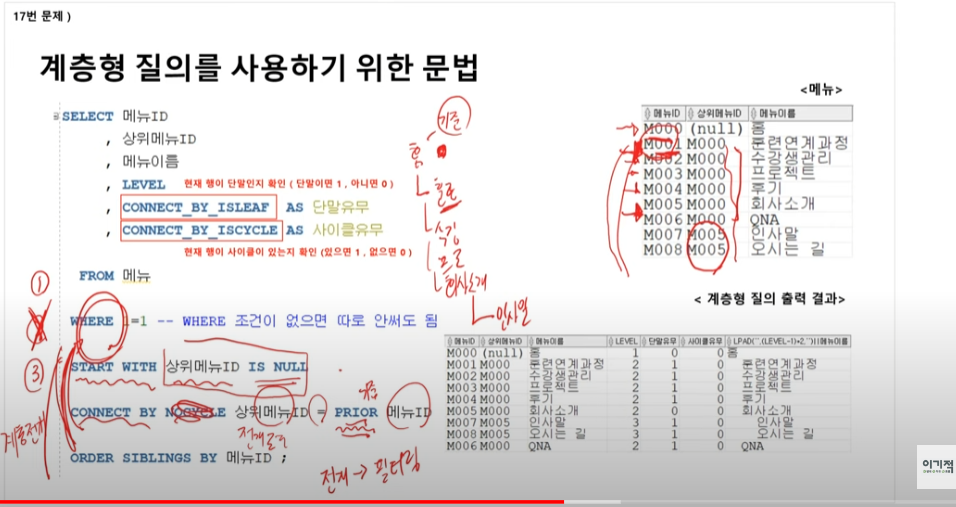 17번 문제 )
계층형 질의를 사용하기 위한 문법
SELECT 메뉴ID
, 상위메뉴ID
, 메뉴이름
, LEVEL 현재 행이 단말인지 확인 ( 단말이면 1 , 아니면 0 )
, CONNECT_BY_ISLEAF AS 단말유무
, CONNECT_BY_ISCYCLE AS 사이클유무
현재 행이 사이클이 있는지 확인 (있으면 1 , 없으면 0 )
FROM 메뉴
WHERE 1=1 -- WHERE 조건이 없으면 따로 안써도 됨
START WITH 상위메뉴ID IS NULL
CONNECT BY NOCYCLE 상위메뉴ID = PRIOR 메뉴ID
ORDER SIBLINGS BY 메뉴ID ;
①
③
기준
홈
인사말
전개 → 필터링
<메뉴>
메뉴ID 상위메뉴ID 메뉴이름
M000 (null) 홈
M001 M000 훈련연계과정
M002 M000 수강생관리
M003 M000 프로젝트
M004 M000 후기
M005 M000 회사소개
M006 M000 QNA
M007 M005 인사말
M008 M005 오시는 길
< 계층형 질의 출력 결과>
메뉴ID 상위메뉴ID 메뉴이름 LEVEL 단말유무 사이클유무 LPAD('',(LEVEL-1)*2,'')||메뉴이름
M000 (null) 홈 1 0 0 홈
M001 M000 훈련연계과정 2 1 0 훈련연계과정
M002 M000 수강생관리 2 1 0 수강생관리
M003 M000 프로젝트 2 1 0 프로젝트
M004 M000 후기 2 1 0 후기
M005 M000 회사소개 2 0 0 회사소개
M007 M005 인사말 3 1 0 인사말
M008 M005 오시는 길 3 1 0 오시는 길
M006 M000 QNA 2 1 0 QNA
이기적